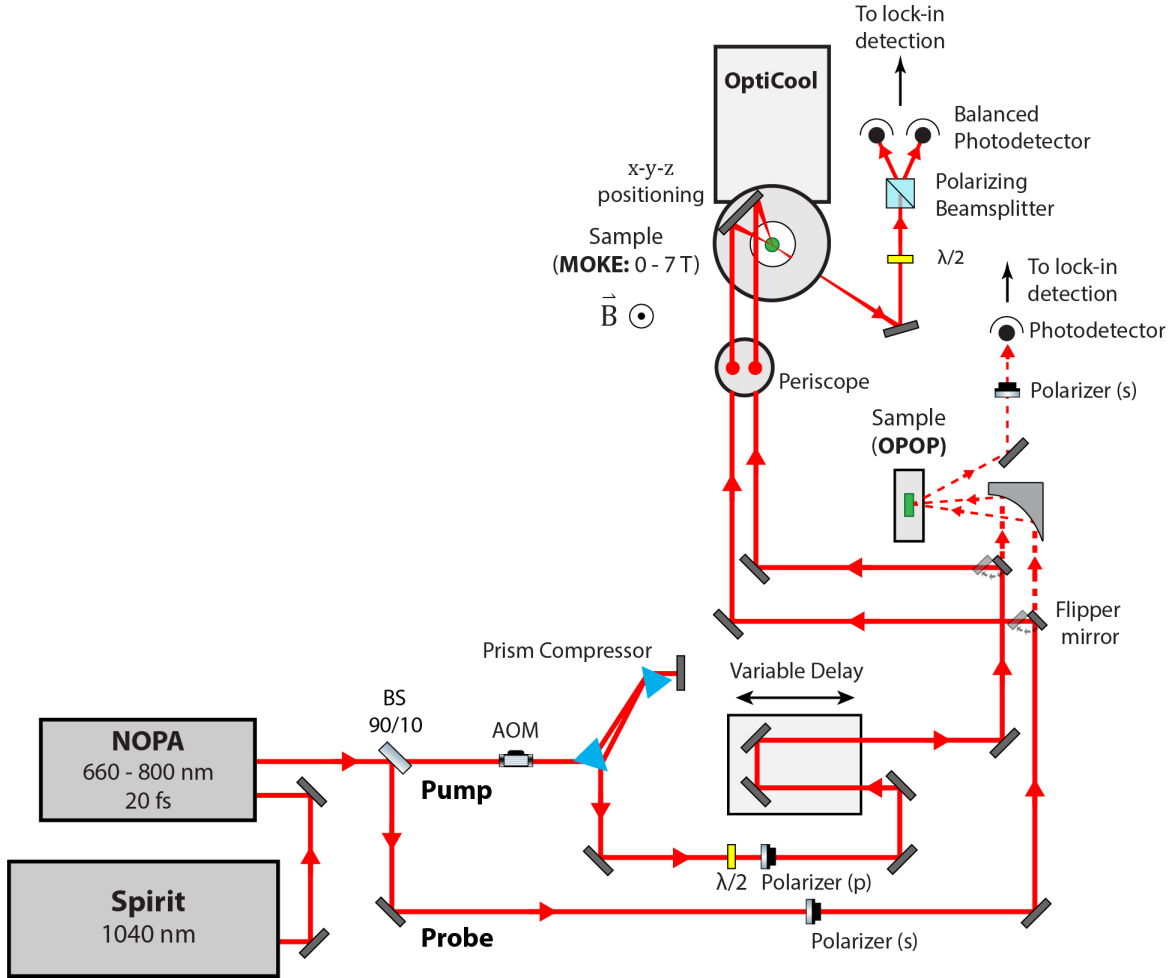 To lock-in
detection
OptiCool
Balanced
Photodetector
x-y-z
positioning
Polarizing
Beamsplitter
Sample
(MOKE: 0 - 7 T)
λ/2
To lock-in
detection
B⃗
Photodetector
Periscope
Polarizer (s)
Sample
(OPOP)
Flipper
mirror
Prism Compressor
Variable Delay
BS
90/10
AOM
NOPA
660 - 800 nm
20 fs
Pump
λ/2
Polarizer (p)
Spirit
1040 nm
Probe
Polarizer (s)